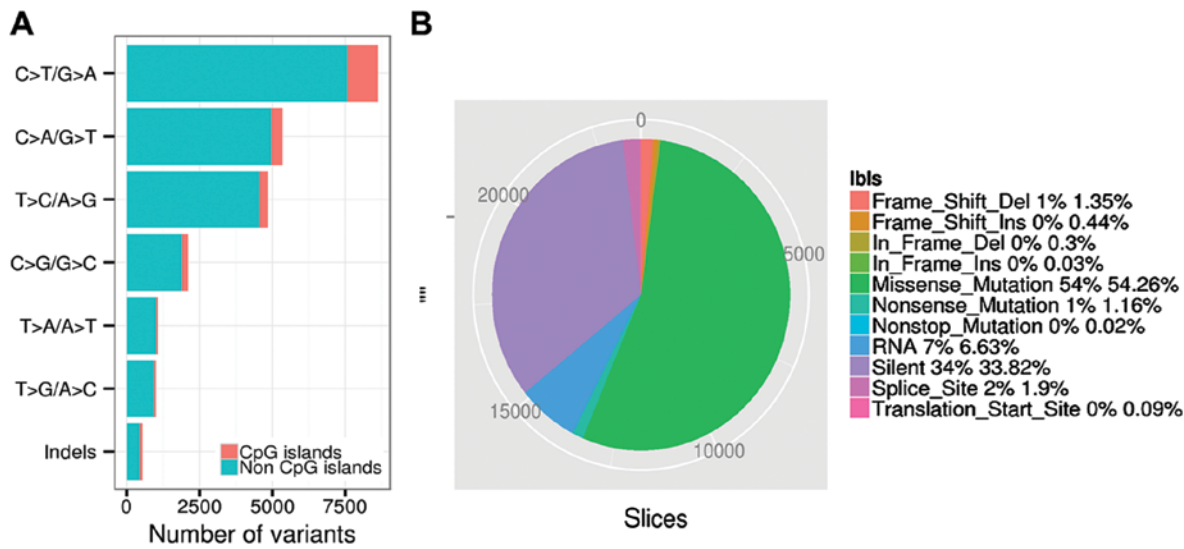 A
C>T/G>A
C>A/G>T
T>C/A>G
C>G/G>C
T>A/A>T
T>G/A>C
Indels
CpG islands
Non CpG islands
0 2500 5000 7500
Number of variants
B
0
5000
10000
15000
20000
Slices
lbls
Frame_Shift_Del 1% 1.35%
Frame_Shift_Ins 0% 0.44%
In_Frame_Del 0% 0.3%
In_Frame_Ins 0% 0.03%
Missense_Mutation 54% 54.26%
Nonsense_Mutation 1% 1.16%
Nonstop_Mutation 0% 0.02%
RNA 7% 6.63%
Silent 34% 33.82%
Splice_Site 2% 1.9%
Translation_Start_Site 0% 0.09%